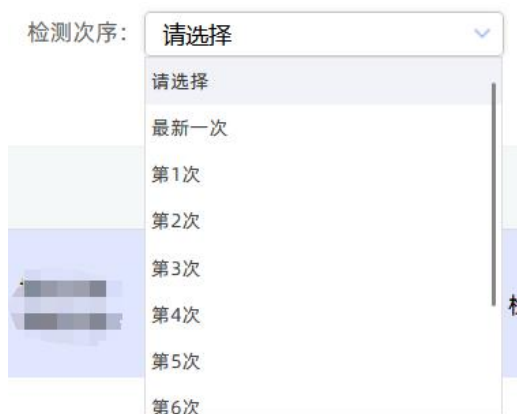 检测次序：
请选择
请选择
最新一次
第1次
第2次
第3次
第4次
第5次
第6次